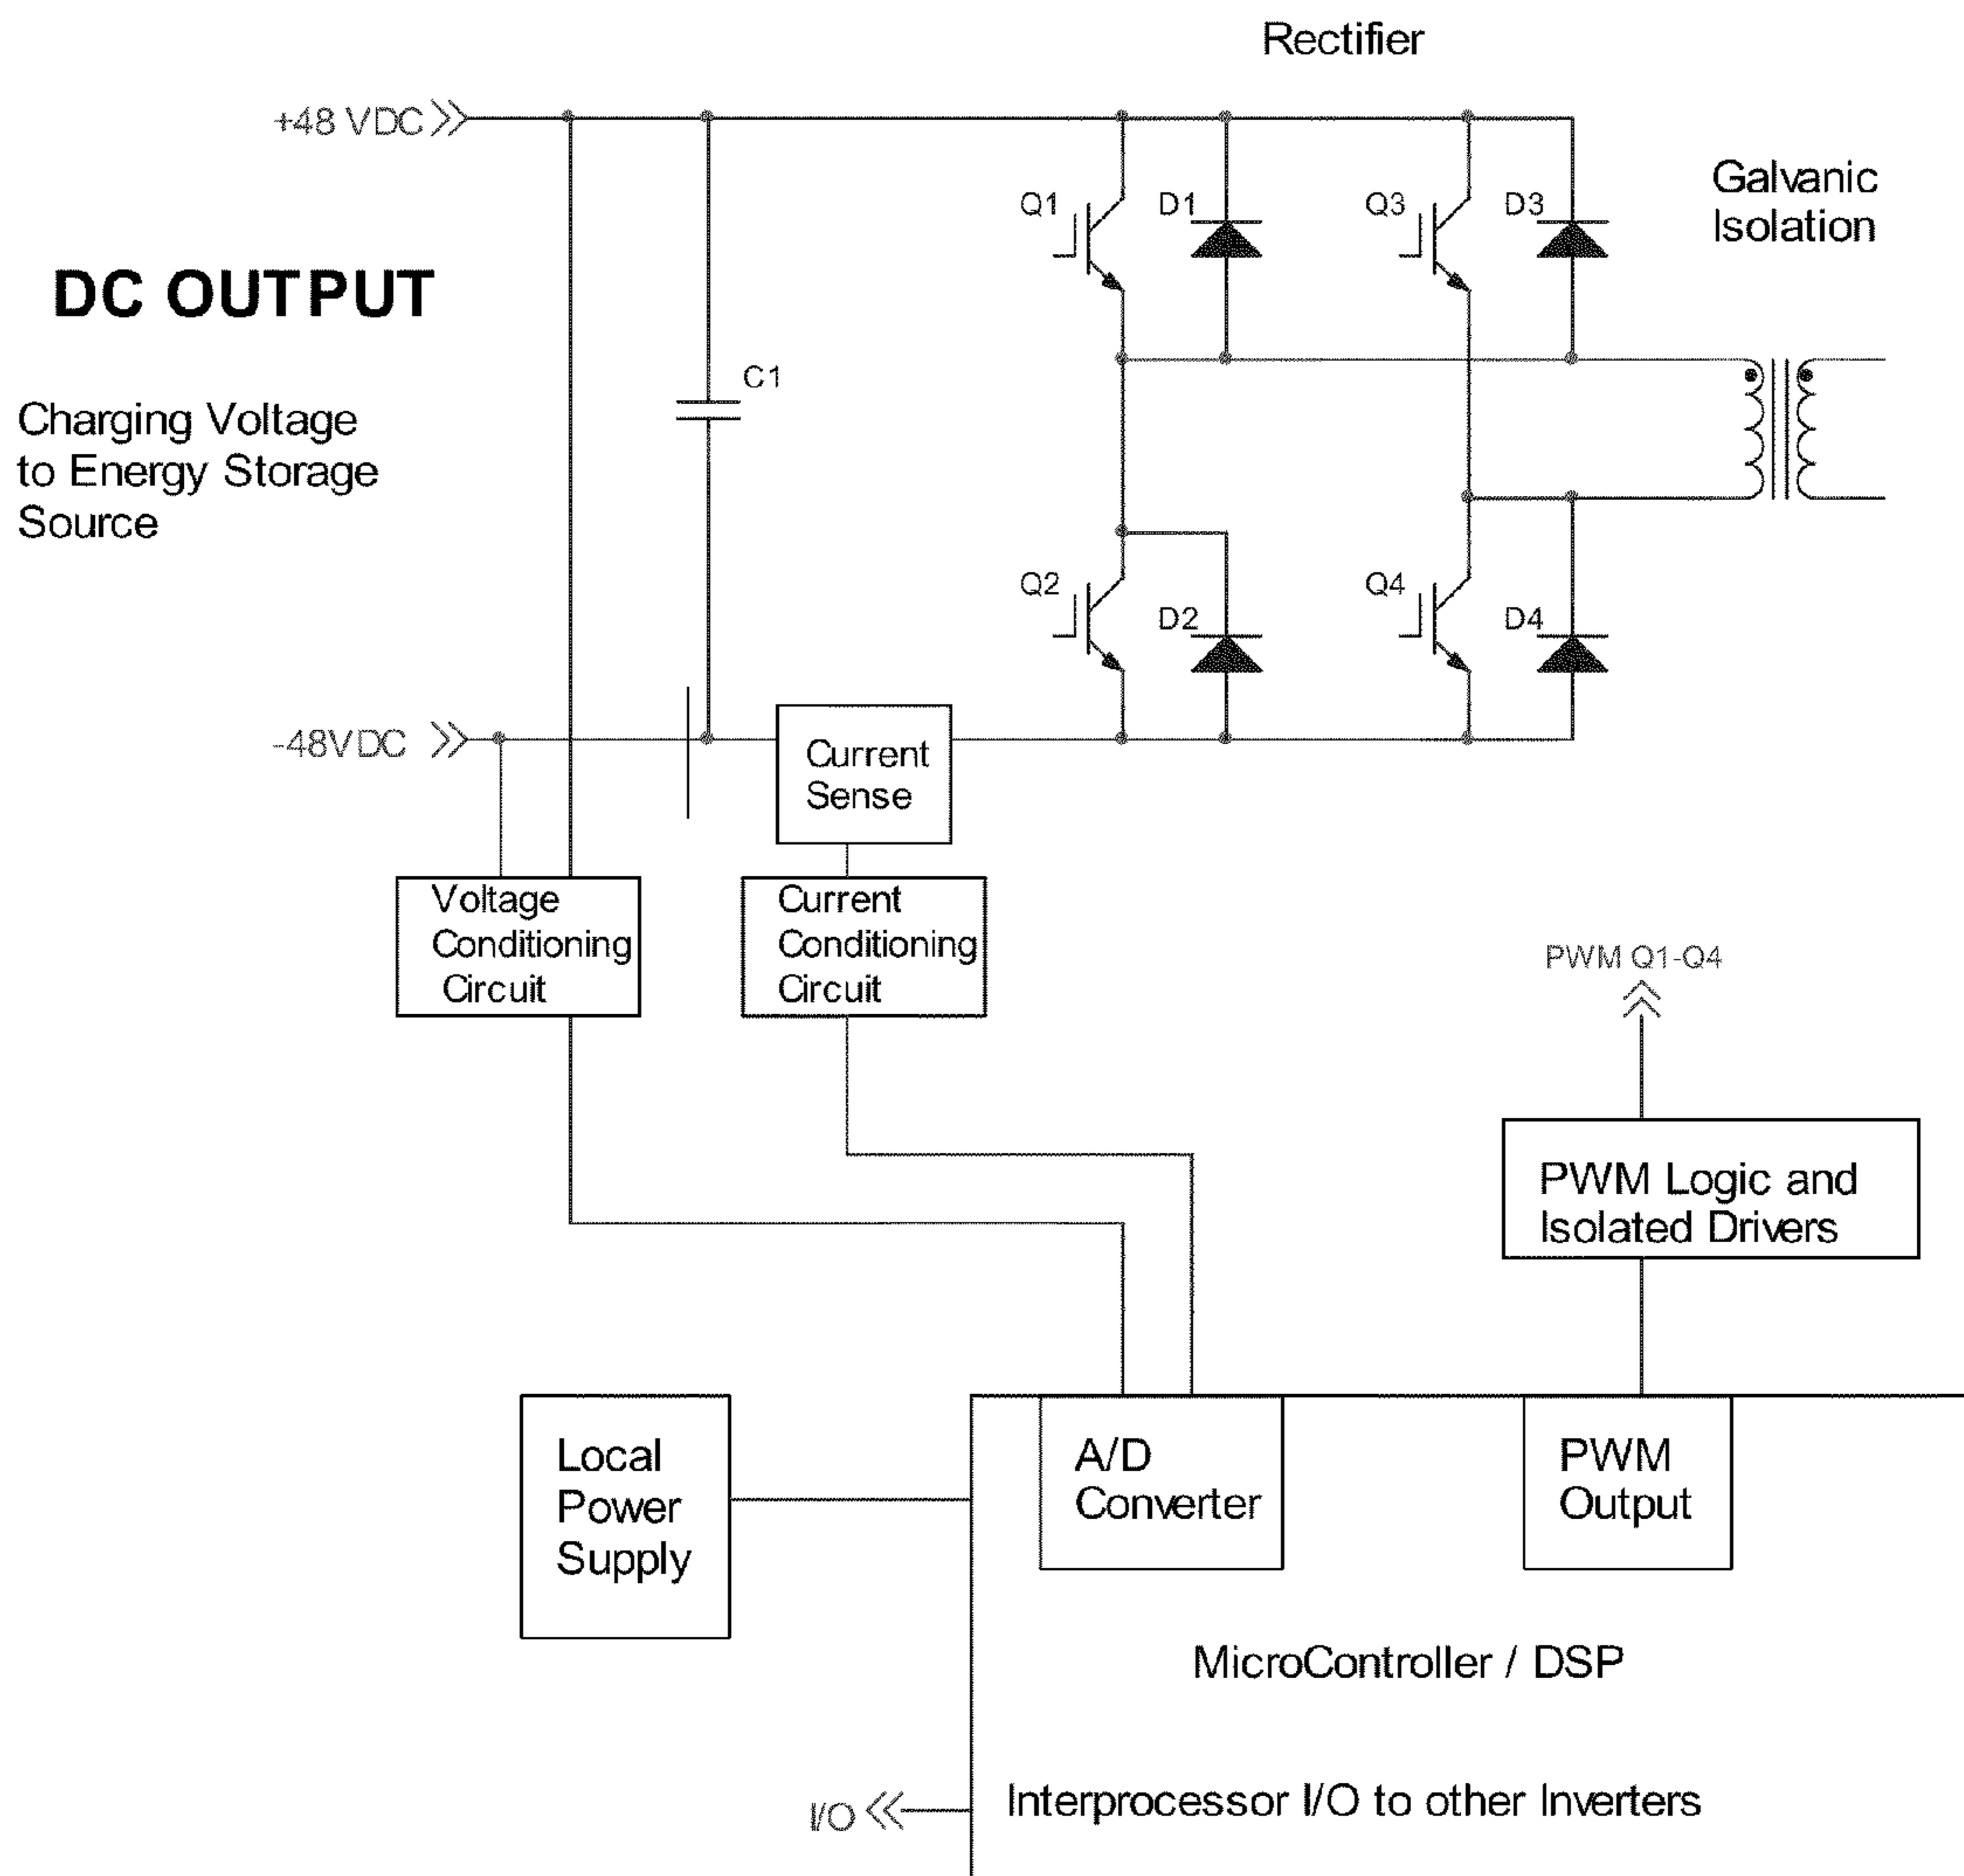 Rectifier
+48 VDC
Q1
D1
Q3
D3
Galvanic
Isolation
DC OUTPUT
C1
Charging Voltage
to Energy Storage
Source
Q2
D2
Q4
D4
-48VDC
Current
Sense
Voltage
Conditioning
Circuit
Current
Conditioning
Circuit
PWM Q1-Q4
PWM Logic and
Isolated Drivers
Local
Power
Supply
A/D
Converter
PWM
Output
MicroController / DSP
I/O
Interprocessor I/O to other Inverters